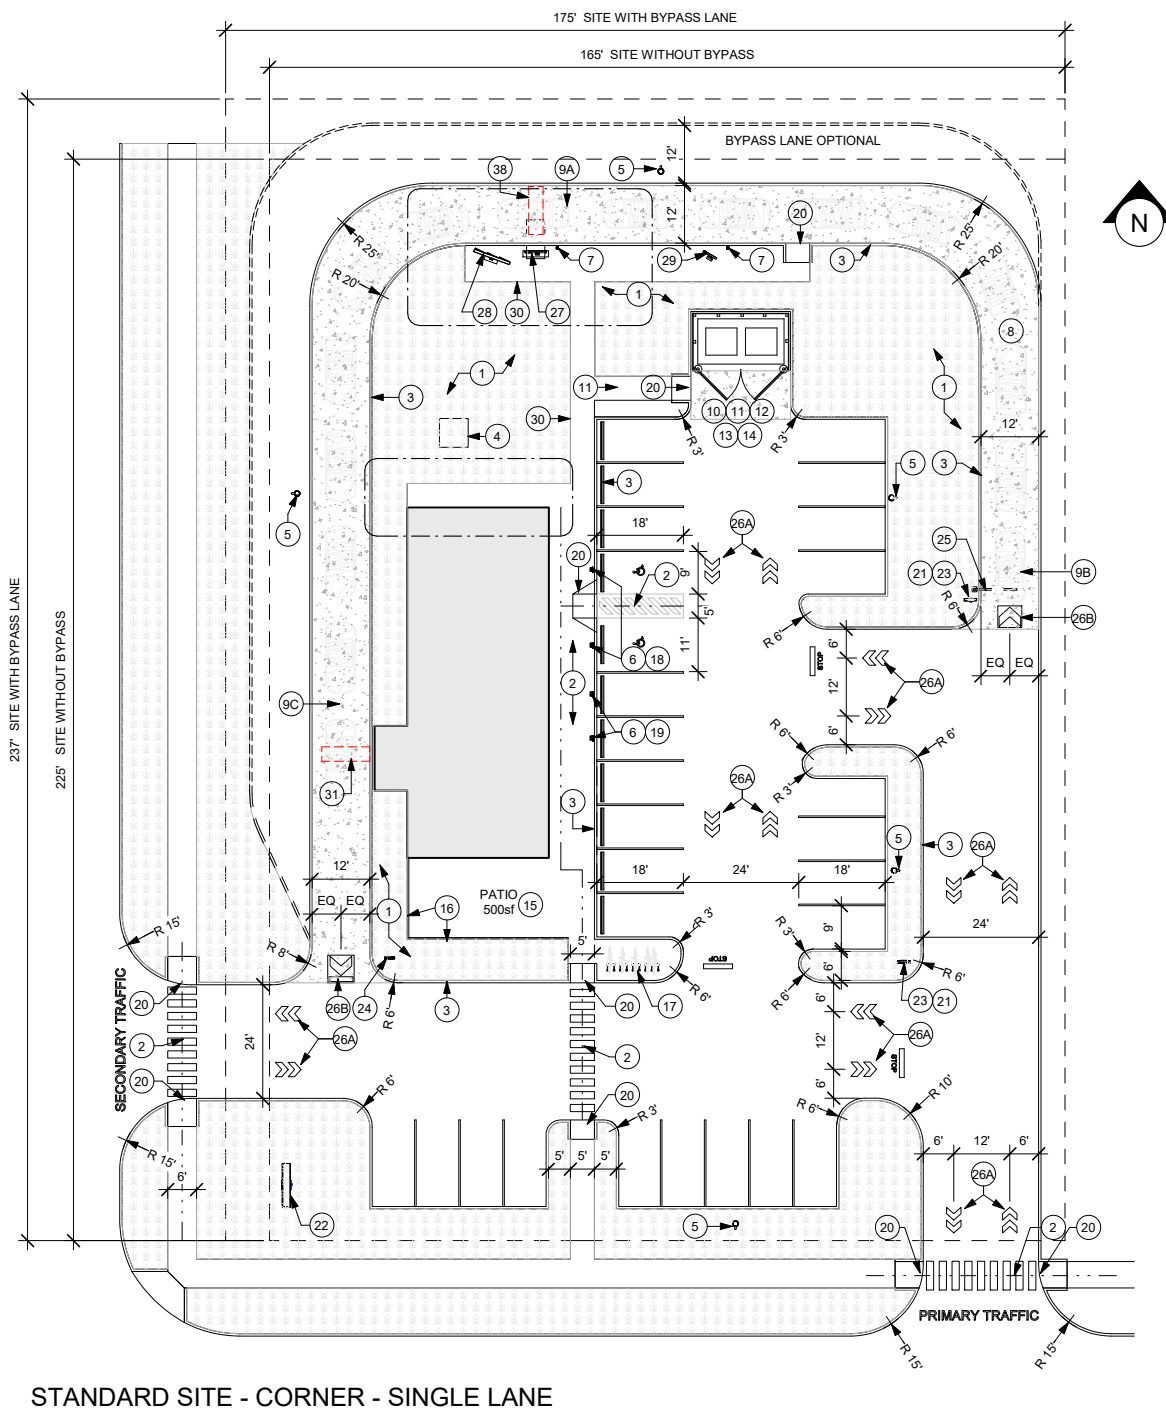 175' SITE WITH BYPASS LANE
165' SITE WITHOUT BYPASS
BYPASS LANE OPTIONAL
12'
N
38
9A
5
12'
20
R 25'
R 25'
R 20'
R 20'
7
29
7
3
28
30
27
1
8
1
3
11
20
1
10
11
12
13
14
30
4
R 3'
R 3'
12'
3
5
3
5
18'
26A
25
20
2
9'
21
23
9B
5'
R 6'
R 6'
26B
11'
6
18
6'
EQ
EQ
STOP
2
12'
26A
237' SITE WITH BYPASS LANE
225' SITE WITHOUT BYPASS
9C
6
19
6'
R 6'
R 6'
R 3'
31
26A
3
5
3
26A
12'
18'
24'
18'
EQ
EQ
1
16
PATIO
500sf
15
9'
24'
R 15'
R 8'
5'
R 3'
R 3'
STOP
6'
R 6'
R 6'
R 6'
SECONDARY TRAFFIC
20
26B
24
R 6'
3
20
17
23
21
6'
2
24'
26A
2
12'
26A
STOP
20
R 6'
20
R 3'
6'
R 6'
R 10'
R 15'
6'
5'
5'
5'
6'
12'
6'
26A
22
5
20
2
20
PRIMARY TRAFFIC
R 15'
R 15'
STANDARD SITE - CORNER - SINGLE LANE